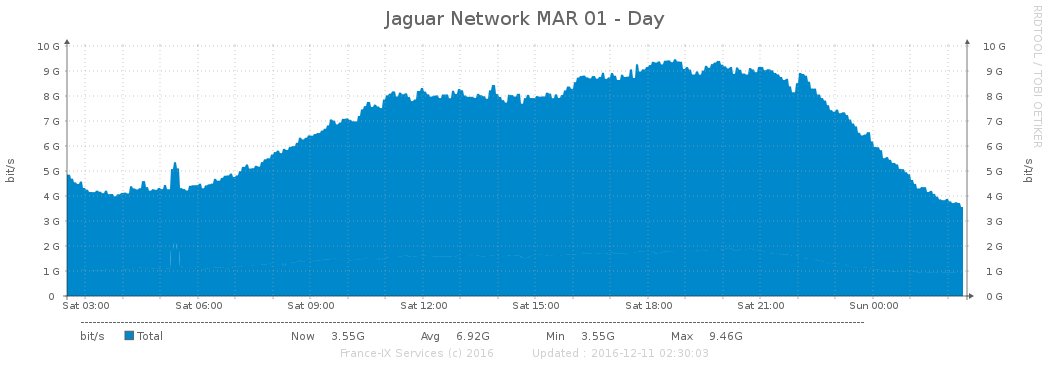 Jaguar Network MAR 01 - Day
RRDTOOL / TOBI OETIKER
bit/s
10 G 10 G
9 G 9 G
8 G 8 G
7 G 7 G
6 G 6 G
5 G 5 G
4 G 4 G
3 G 3 G
2 G 2 G
1 G 1 G
0 0 G
bit/s
Sat 03:00 Sat 06:00 Sat 09:00 Sat 12:00 Sat 15:00 Sat 18:00 Sat 21:00 Sun 00:00
bit/s Total Now 3.55G Avg 6.92G Min 3.55G Max 9.46G
France-IX Services (c) 2016 Updated : 2016-12-11 02:30:03